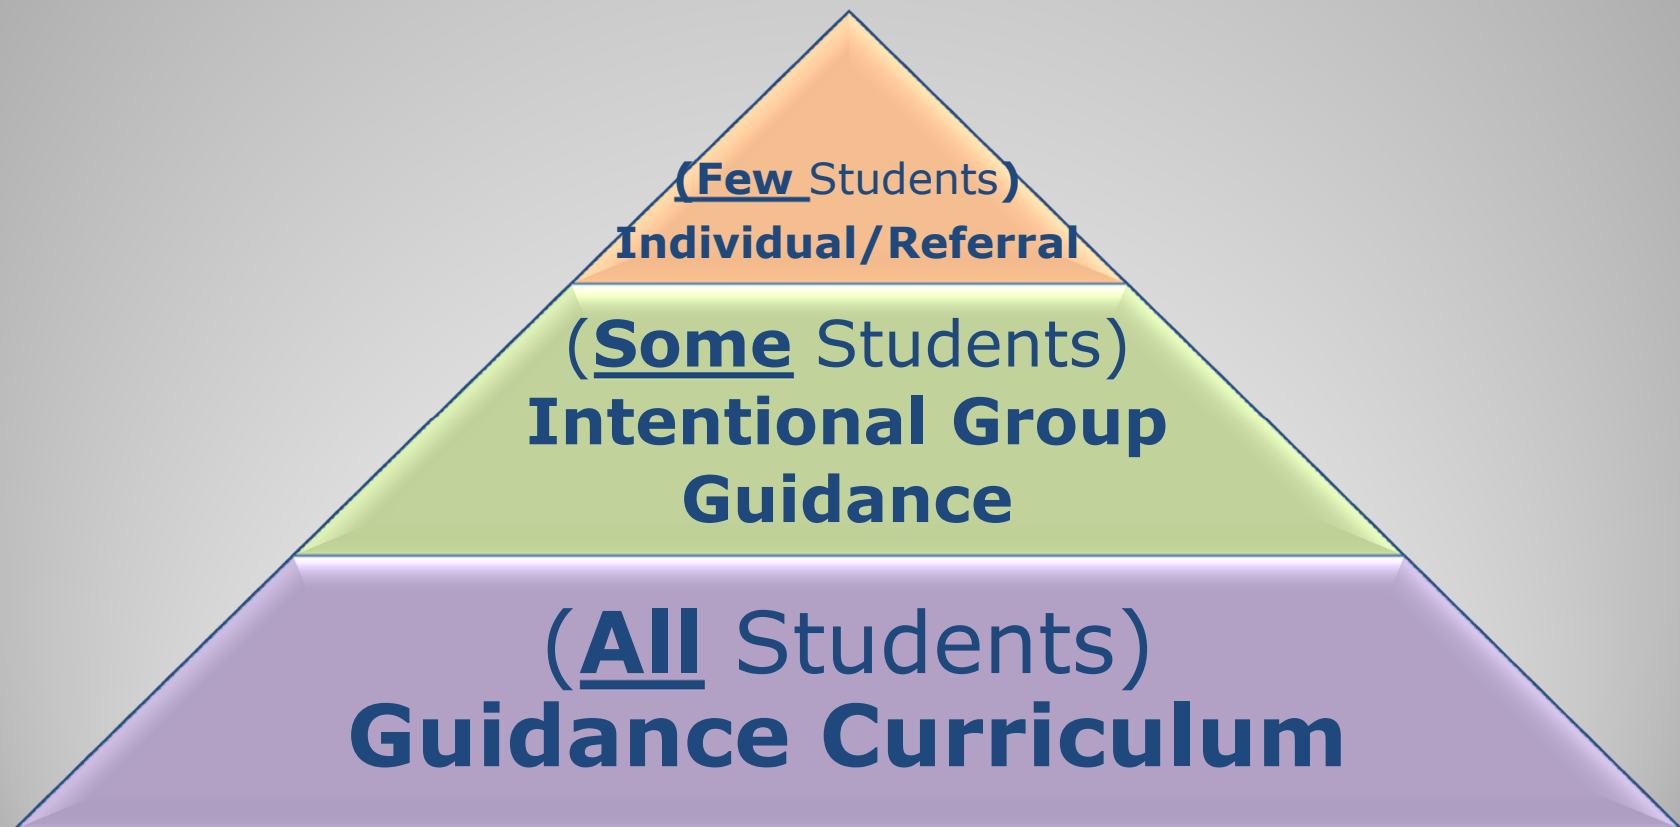 (Few Students)
Individual/Referral
(Some Students)
Intentional Group
Guidance
(All Students)
Guidance Curriculum